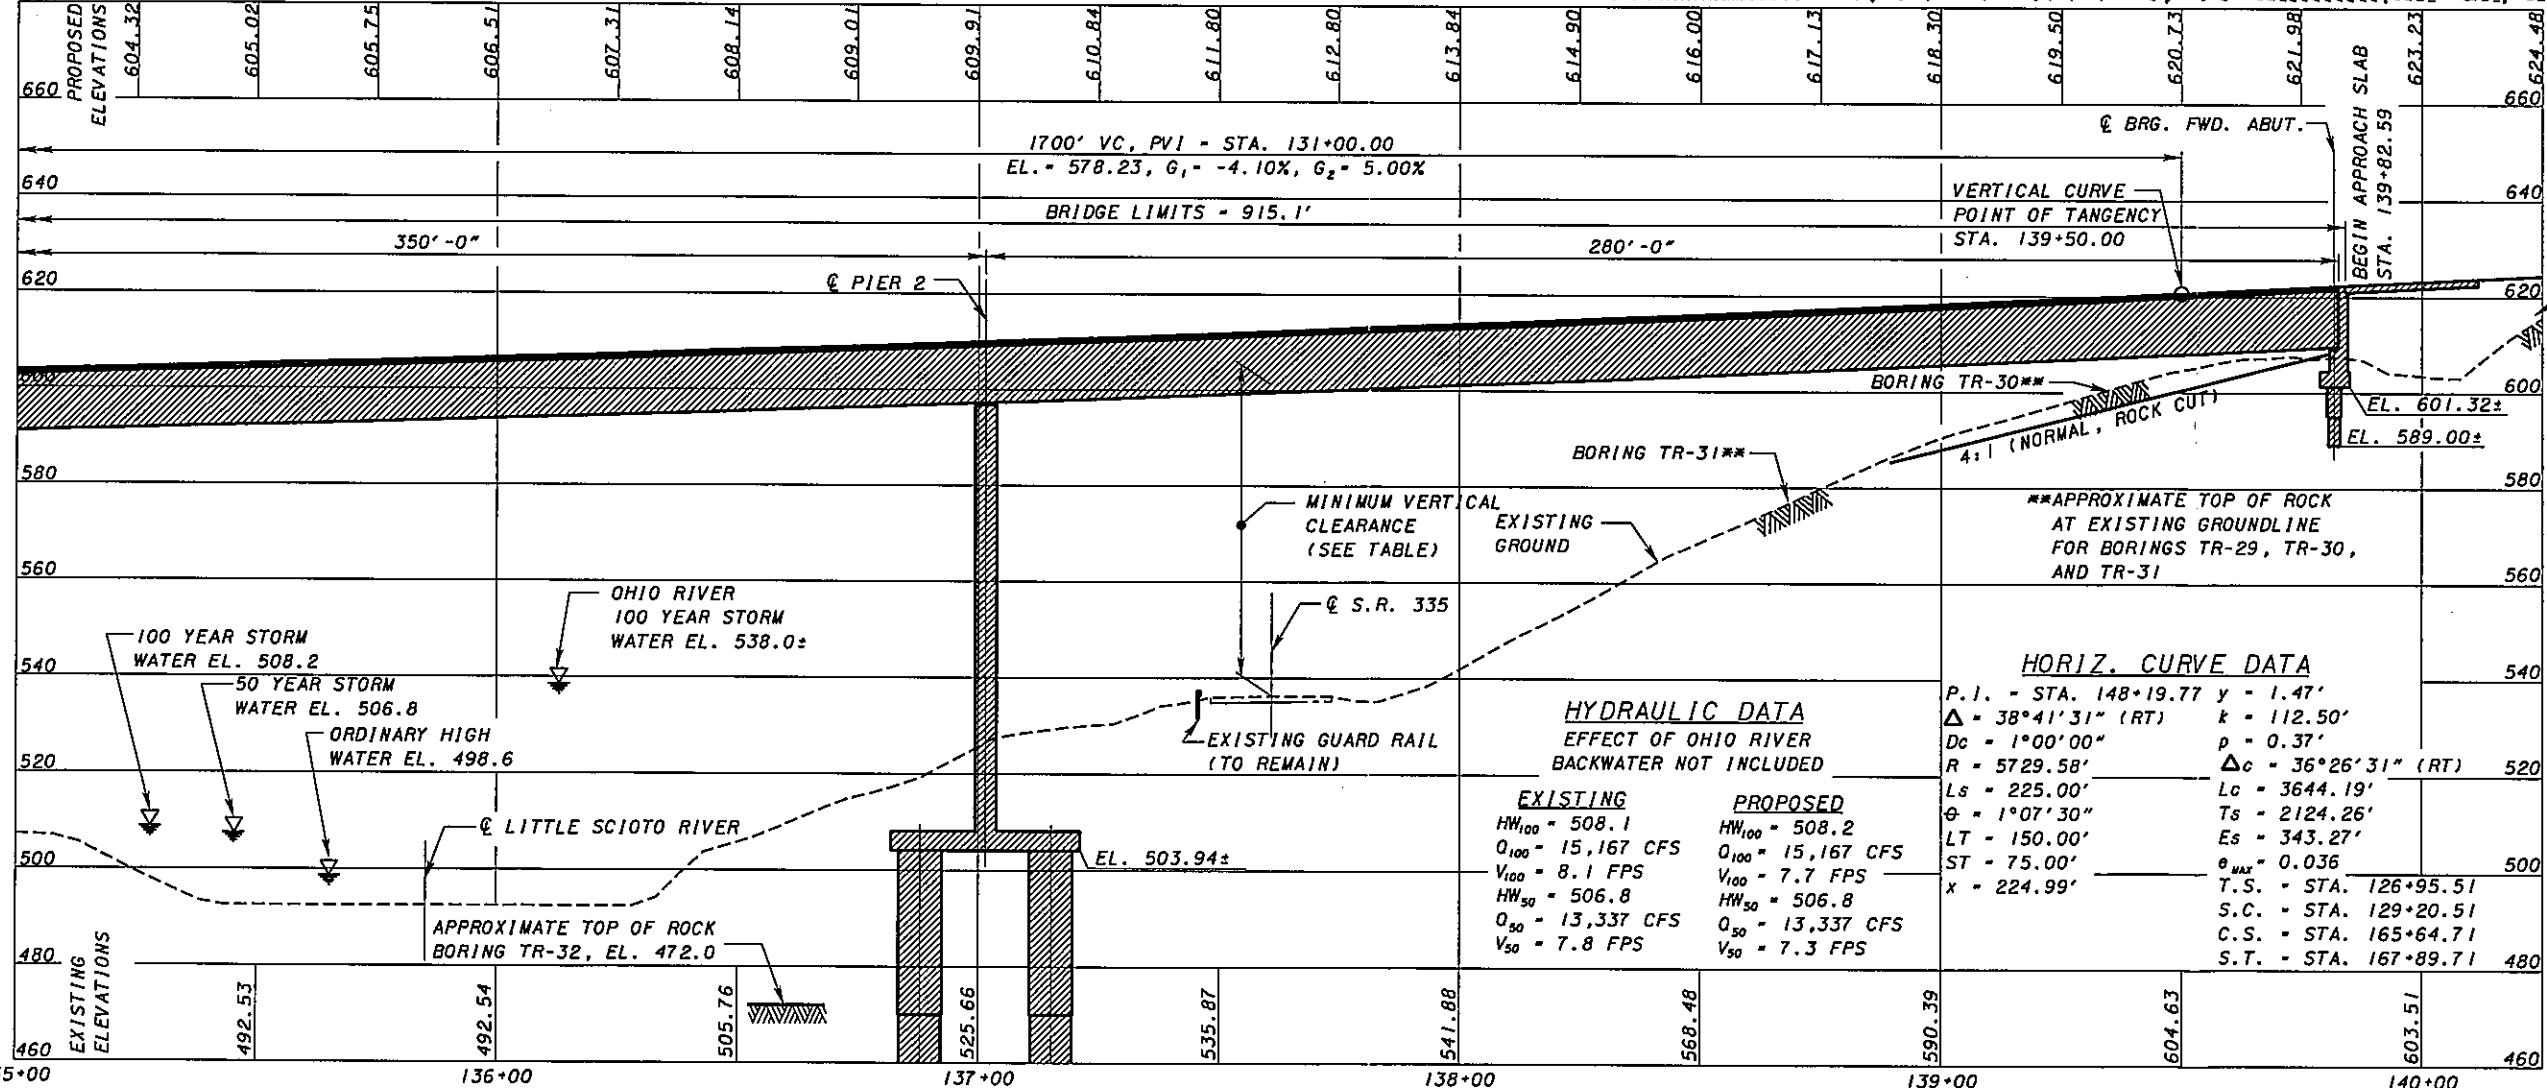 PROPOSED
ELEVATIONS
604.32
605.02
605.75
606.51
607.31
608.14
609.01
609.91
610.84
611.80
612.80
613.84
614.90
616.00
617.13
618.30
619.50
620.73
621.98
623.23
624.48
660
660
℄ BRG. FWD. ABUT.
BEGIN APPROACH SLAB
STA. 139+82.59
1700' VC, PVI - STA. 131+00.00
EL. - 578.23, G₁ - -4.10%, G₂ - 5.00%
640
640
VERTICAL CURVE
POINT OF TANGENCY
STA. 139+50.00
BRIDGE LIMITS - 915.1'
350'-0"
280'-0"
℄ PIER 2
620
620
600
600
BORING TR-30**
4:1 (NORMAL, ROCK CUT)
EL. 601.32±
EL. 589.00±
BORING TR-31**
580
580
MINIMUM VERTICAL
CLEARANCE
(SEE TABLE)
EXISTING
GROUND
**APPROXIMATE TOP OF ROCK
AT EXISTING GROUNDLINE
FOR BORINGS TR-29, TR-30,
AND TR-31
560
560
OHIO RIVER
100 YEAR STORM
WATER EL. 538.0±
℄ S.R. 335
100 YEAR STORM
WATER EL. 508.2
540
540
50 YEAR STORM
WATER EL. 506.8
ORDINARY HIGH
WATER EL. 498.6
EXISTING GUARD RAIL
(TO REMAIN)
520
520
℄ LITTLE SCIOTO RIVER
EL. 503.94±
500
500
APPROXIMATE TOP OF ROCK
BORING TR-32, EL. 472.0
480
480
HYDRAULIC DATA
EFFECT OF OHIO RIVER
BACKWATER NOT INCLUDED
EXISTING
HW₁₀₀ - 508.1
Q₁₀₀ - 15,167 CFS
V₁₀₀ - 8.1 FPS
HW₅₀ - 506.8
Q₅₀ - 13,337 CFS
V₅₀ - 7.8 FPS
PROPOSED
HW₁₀₀ - 508.2
Q₁₀₀ - 15,167 CFS
V₁₀₀ - 7.7 FPS
HW₅₀ - 506.8
Q₅₀ - 13,337 CFS
V₅₀ - 7.3 FPS
HORIZ. CURVE DATA
P.I. - STA. 148+19.77
Δ - 38°41'31" (RT)
Dc - 1°00'00"
R - 5729.58'
Ls - 225.00'
θ - 1°07'30"
LT - 150.00'
ST - 75.00'
x - 224.99'
y - 1.47'
k - 112.50'
p - 0.37'
Δc - 36°26'31" (RT)
Lc - 3644.19'
Ts - 2124.26'
Es - 343.27'
e MAX - 0.036
T.S. - STA. 126+95.51
S.C. - STA. 129+20.51
C.S. - STA. 165+64.71
S.T. - STA. 167+89.71
EXISTING
ELEVATIONS
492.53
492.54
505.76
525.66
535.87
541.88
568.48
590.39
604.63
603.51
460
460
5+00
136+00
137+00
138+00
139+00
140+00